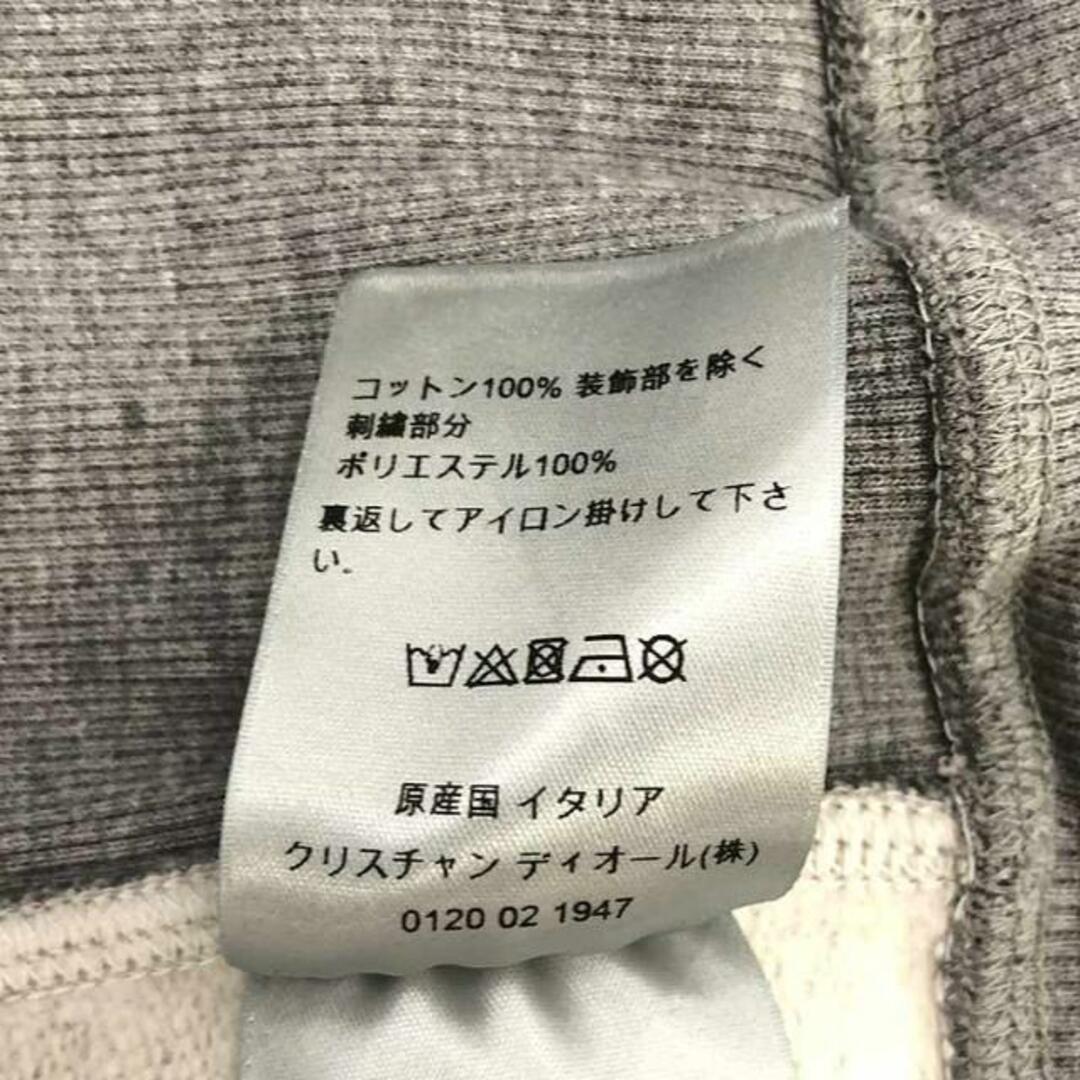 コットン100% 装飾部を除く
刺繍部分
ポリエステル100%
裏返してアイロン掛けして下さ
い.
原産国 イタリア
クリスチャン ディオール(株)
0120 02 1947